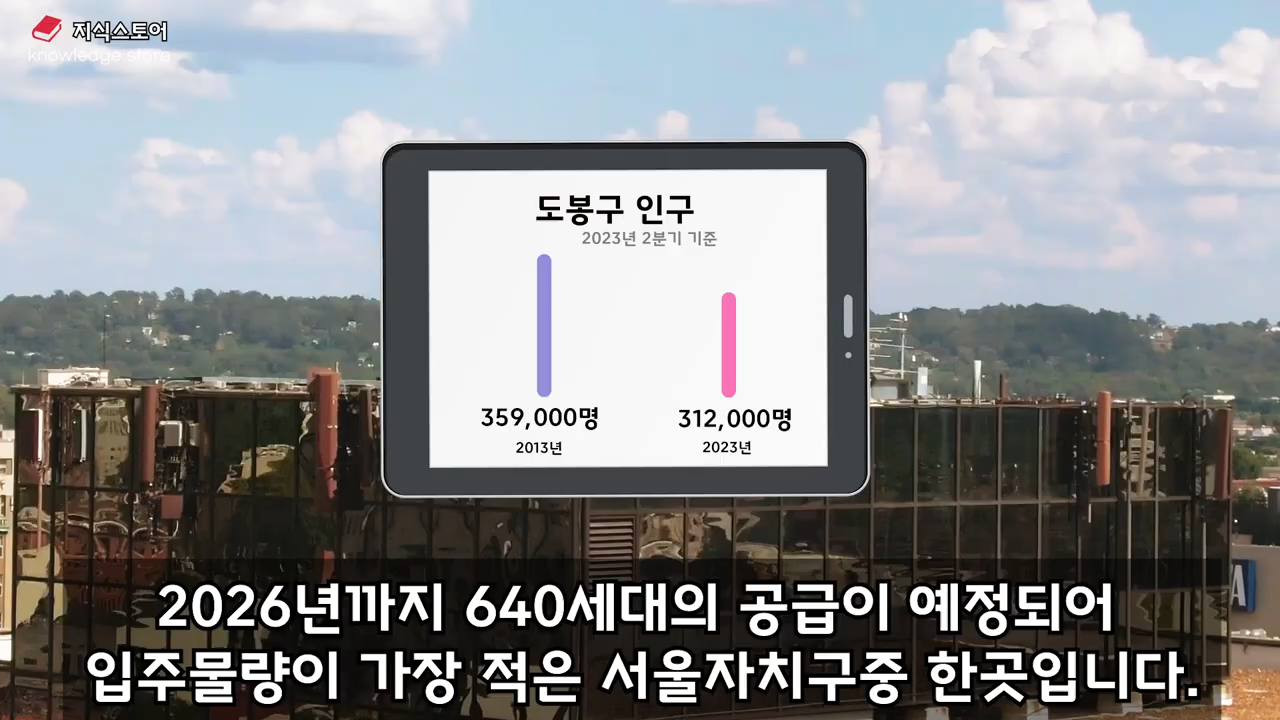 지식스토어
knowledge store
도봉구 인구
2023년 2분기 기준
359,000명
312,000명
2013년
2023년
2026년까지 640세대의 공급이 예정되어
입주물량이 가장 적은 서울자치구중 한곳입니다.